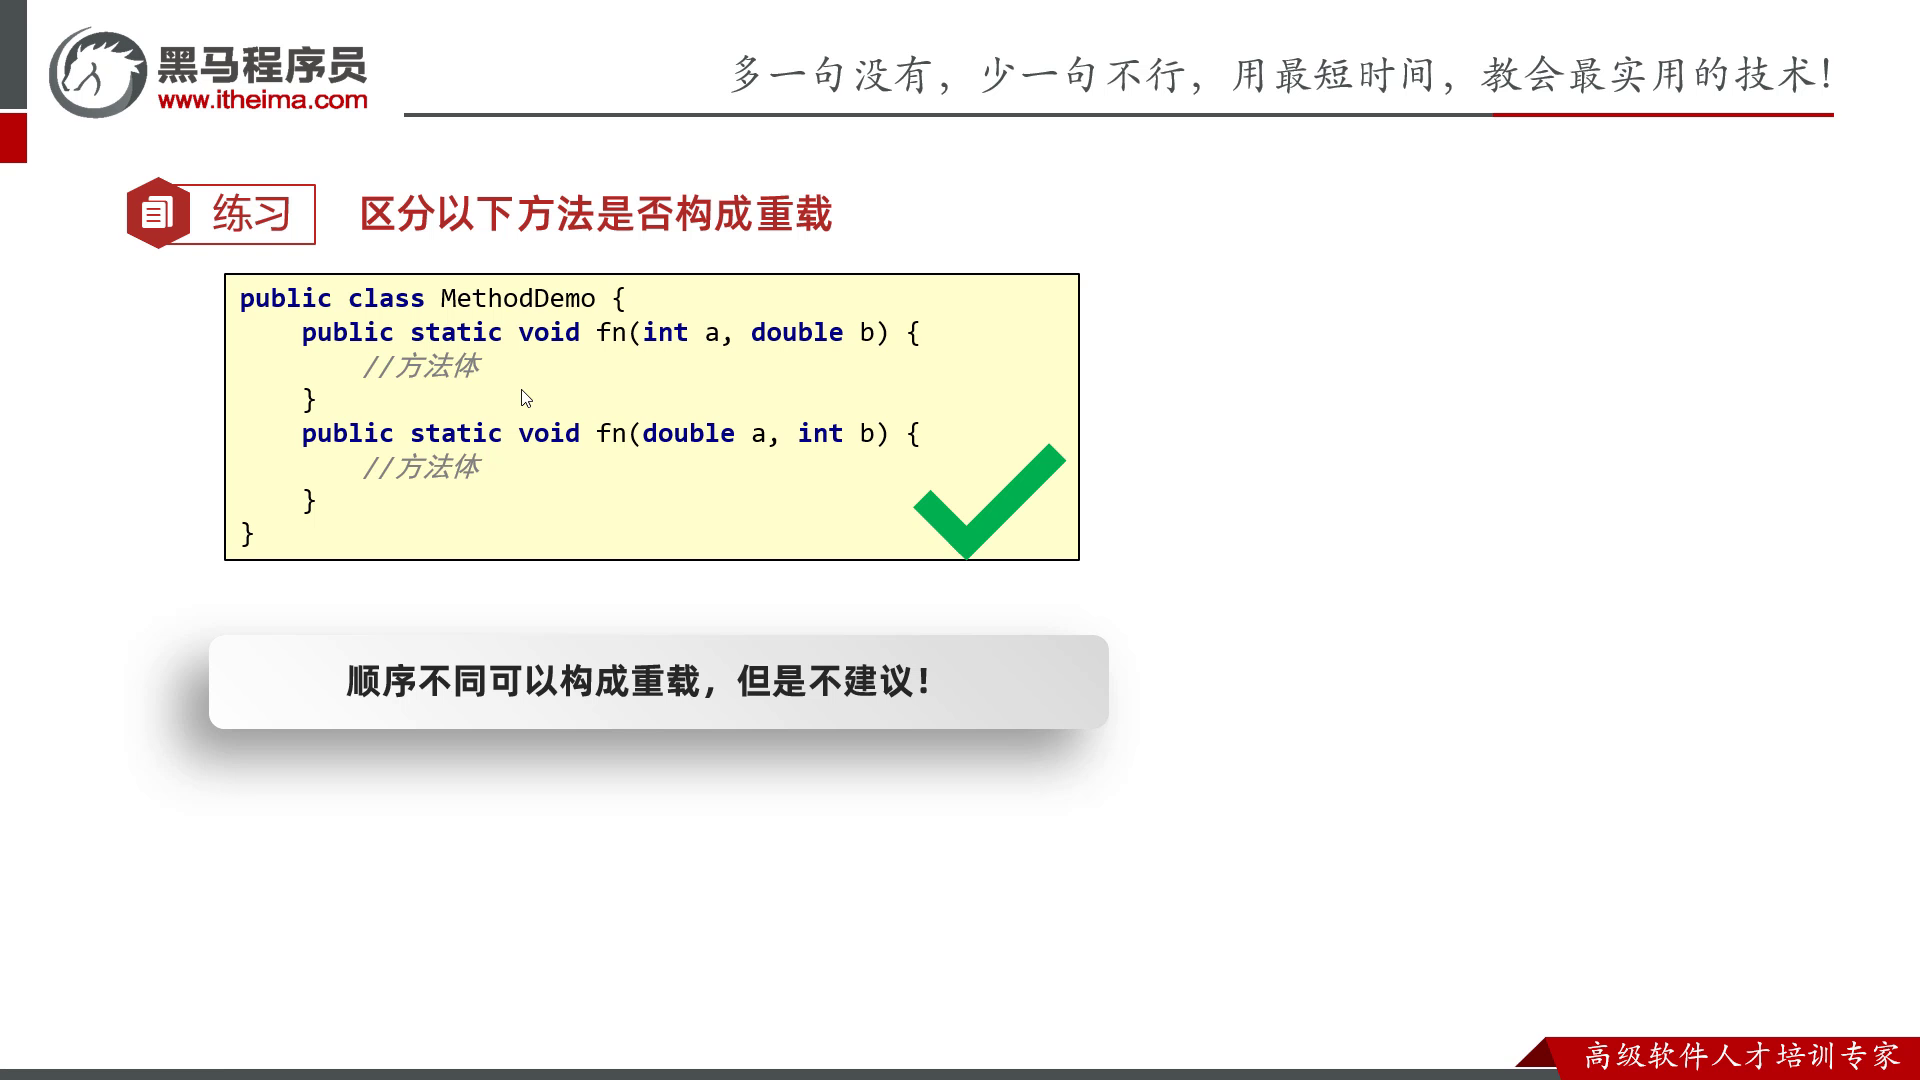 黑马程序员
www.itheima.com
多一句没有，少一句不行，用最短时间，教会最实用的技术！
练习
区分以下方法是否构成重载
public class MethodDemo {
    public static void fn(int a, double b) {
        //方法体
    }
    public static void fn(double a, int b) {
        //方法体
    }
}
顺序不同可以构成重载，但是不建议！
高级软件人才培训专家